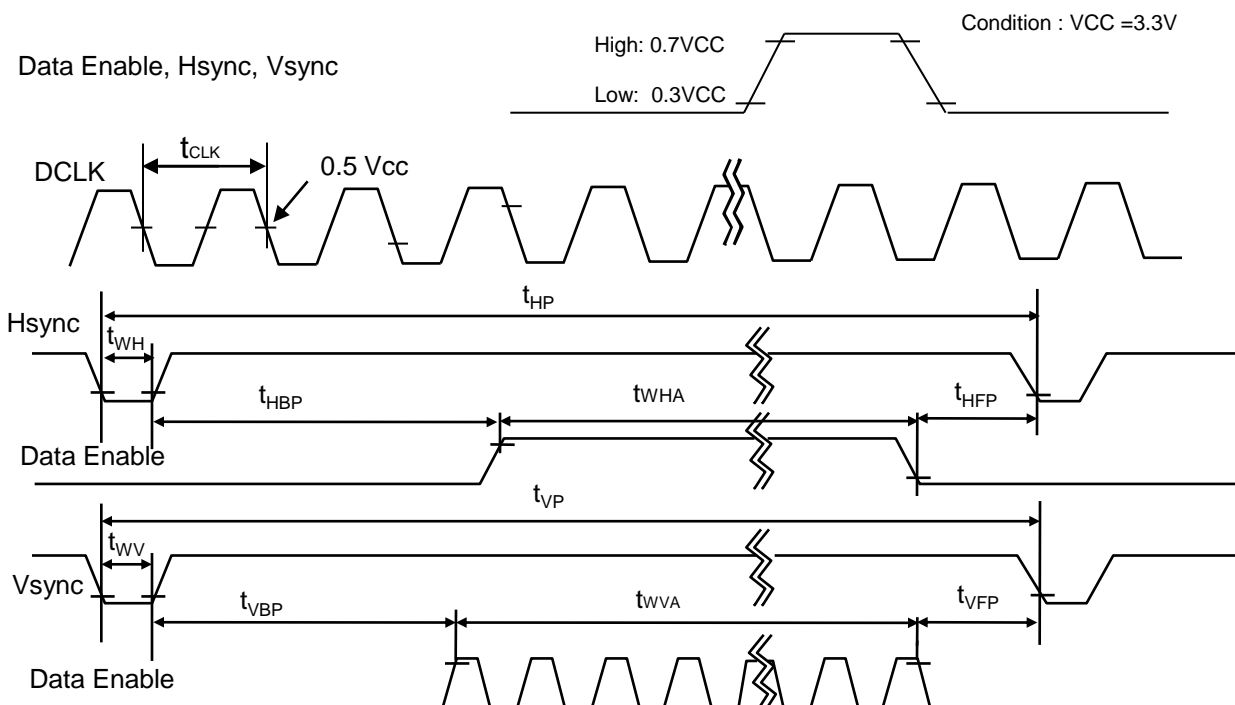 Condition : VCC =3.3V
High: 0.7VCC
Data Enable, Hsync, Vsync
Low: 0.3VCC
tCLK
DCLK
0.5 Vcc
tHP
Hsync
tWH
tHBP
tWHA
tHFP
Data Enable
tVP
tWV
Vsync
tVBP
tWVA
tVFP
Data Enable